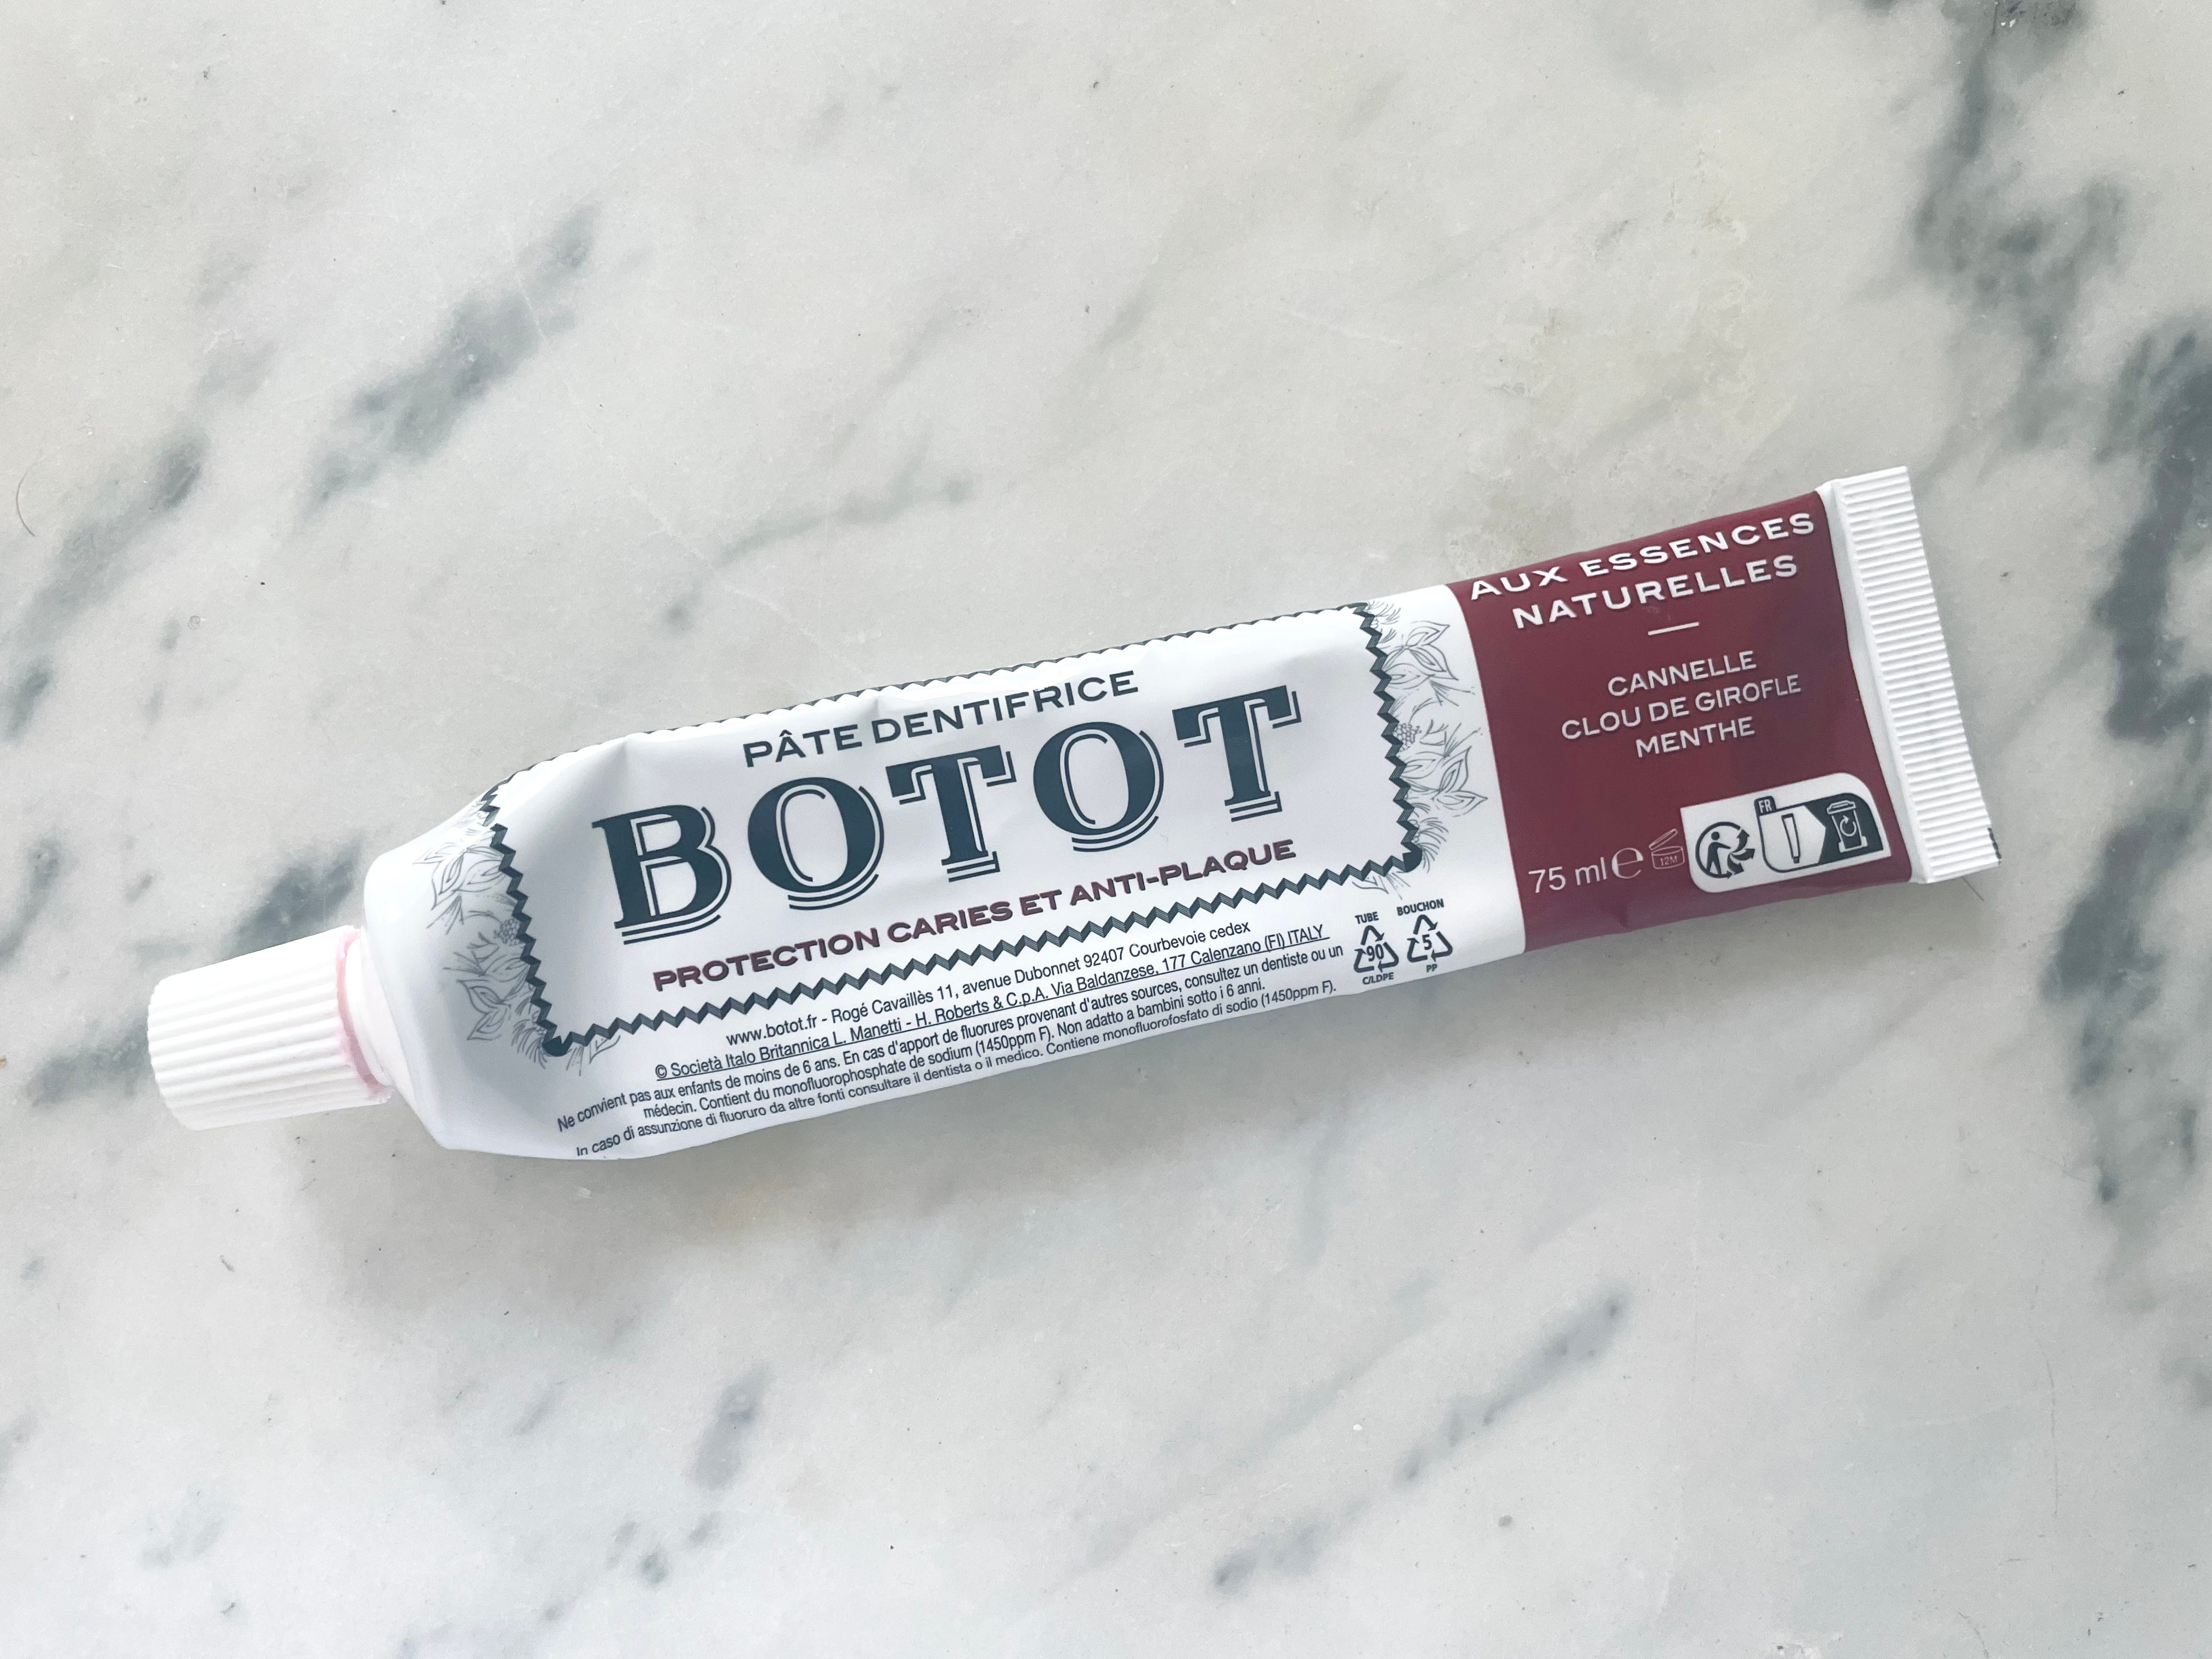 PÂTE DENTIFRICE
BOTOT
PROTECTION CARIES ET ANTI-PLAQUE
www.botot.fr - Rogé Cavaillès 11, avenue Dubonnet 92407 Courbevoie cedex
© Società Italo Britannica L. Manetti - H. Roberts & C.p.A. Via Baldanzese, 177 Calenzano (FI) ITALY
Ne convient pas aux enfants de moins de 6 ans. En cas d'apport de fluorures provenant d'autres sources, consultez un dentiste ou un
médecin. Contient du monofluorophosphate de sodium (1450ppm F). Non adatto a bambini sotto i 6 anni.
In caso di assunzione di fluoruro da altre fonti consultare il dentista o il medico. Contiene monofluorofosfato di sodio (1450ppm F).
TUBE
90
C/LDPE
BOUCHON
5
PP
AUX ESSENCES
NATURELLES
CANNELLE
CLOU DE GIROFLE
MENTHE
75 ml e
12M
FR